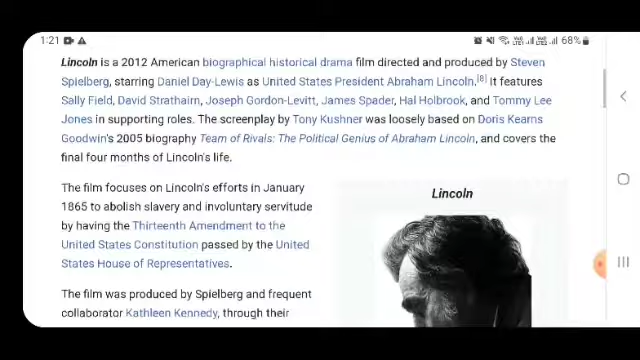 1:21 68%
Lincoln is a 2012 American biographical historical drama film directed and produced by Steven
Spielberg, starring Daniel Day-Lewis as United States President Abraham Lincoln.[8] It features
Sally Field, David Strathairn, Joseph Gordon-Levitt, James Spader, Hal Holbrook, and Tommy Lee
Jones in supporting roles. The screenplay by Tony Kushner was loosely based on Doris Kearns
Goodwin's 2005 biography Team of Rivals: The Political Genius of Abraham Lincoln, and covers the
final four months of Lincoln's life.
The film focuses on Lincoln's efforts in January
1865 to abolish slavery and involuntary servitude
by having the Thirteenth Amendment to the
United States Constitution passed by the United
States House of Representatives.
The film was produced by Spielberg and frequent
collaborator Kathleen Kennedy, through their
Lincoln